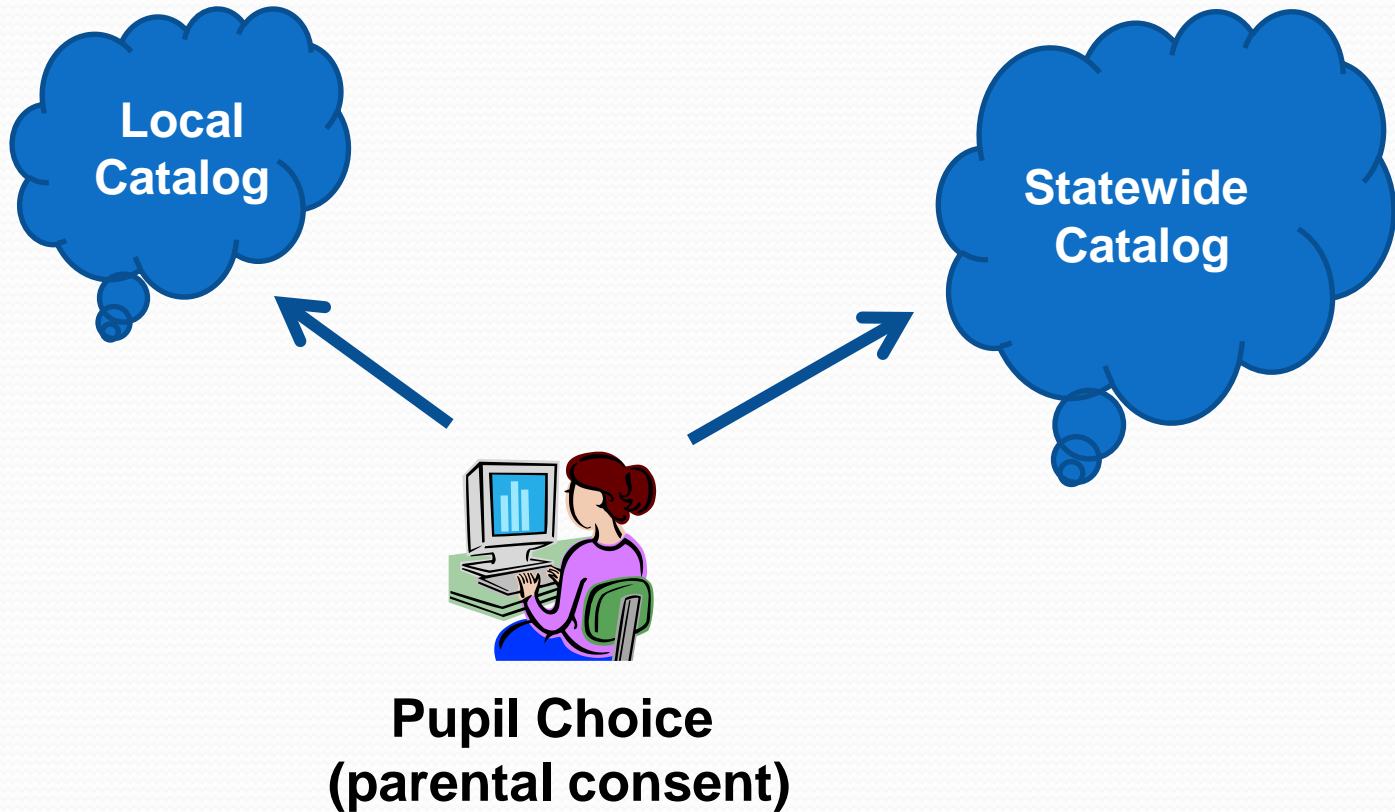 Local
Catalog
Statewide
Catalog
Pupil Choice
(parental consent)